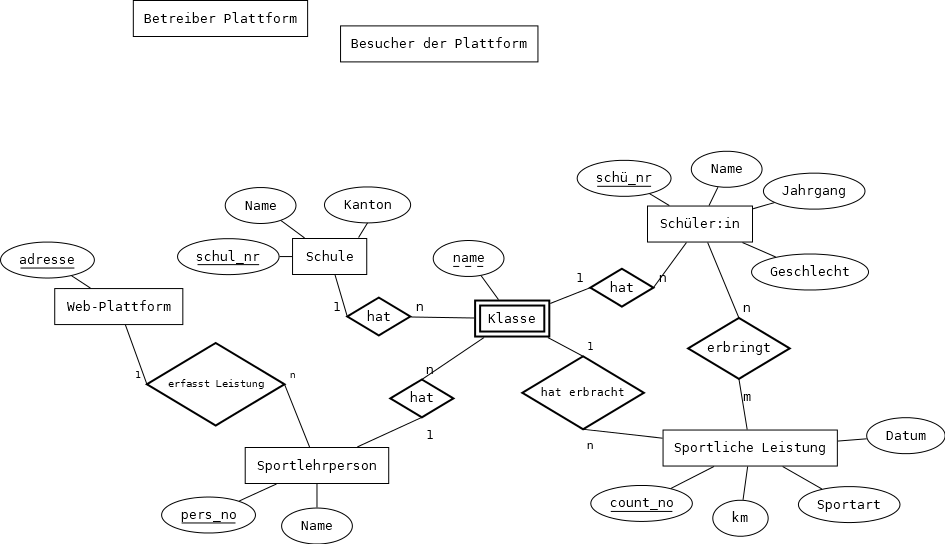 Betreiber Plattform
Besucher der Plattform
schü_nr
Name
Jahrgang
Name
Kanton
Schüler:in
schul_nr
Schule
name
adresse
Geschlecht
1
n
hat
Web-Plattform
1
n
n
hat
Klasse
erbringt
1
1
n
erfasst Leistung
n
hat
hat erbracht
m
1
n
Sportlehrperson
Sportliche Leistung
Datum
pers_no
Name
count_no
km
Sportart